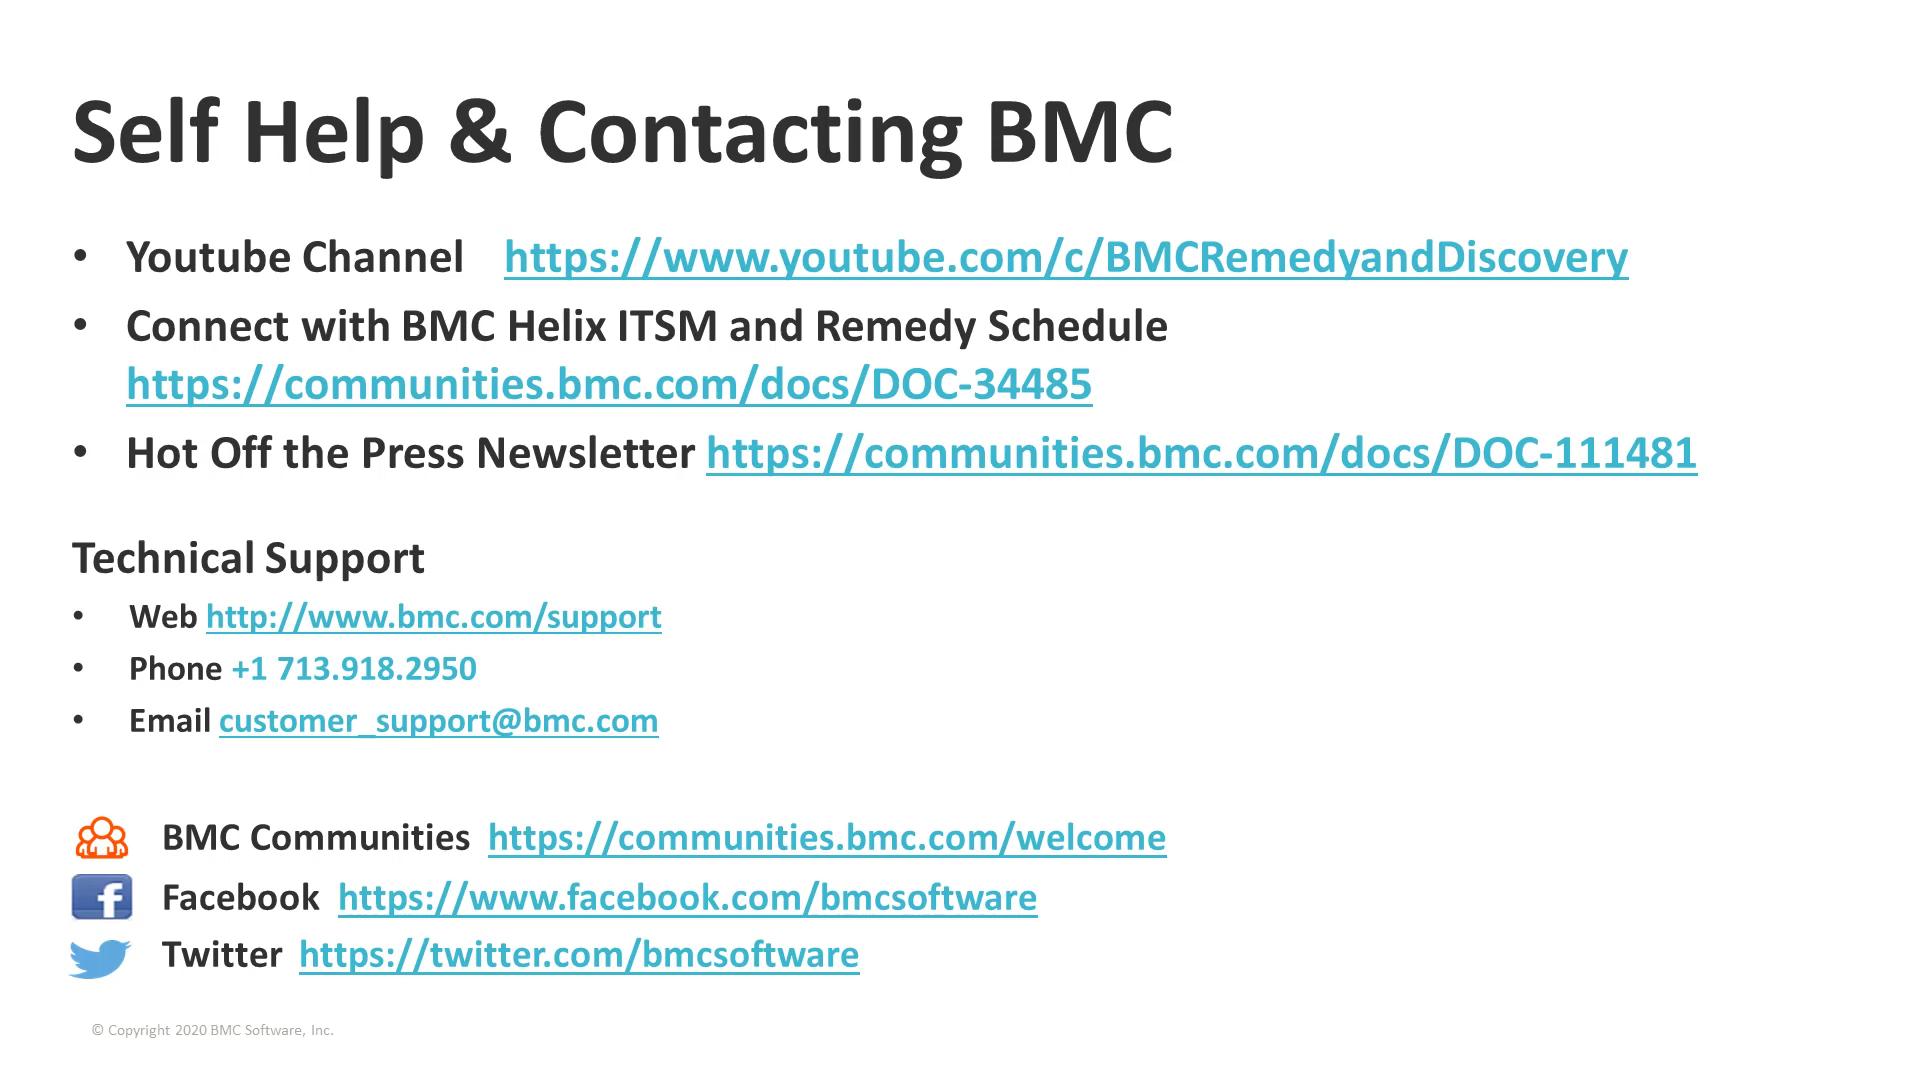 Self Help & Contacting BMC
• Youtube Channel https://www.youtube.com/c/BMCRemedyandDiscovery
• Connect with BMC Helix ITSM and Remedy Schedule
https://communities.bmc.com/docs/DOC-34485
• Hot Off the Press Newsletter https://communities.bmc.com/docs/DOC-111481
Technical Support
• Web http://www.bmc.com/support
• Phone +1 713.918.2950
• Email customer_support@bmc.com
BMC Communities https://communities.bmc.com/welcome
f Facebook https://www.facebook.com/bmcsoftware
Twitter https://twitter.com/bmcsoftware
© Copyright 2020 BMC Software, Inc.